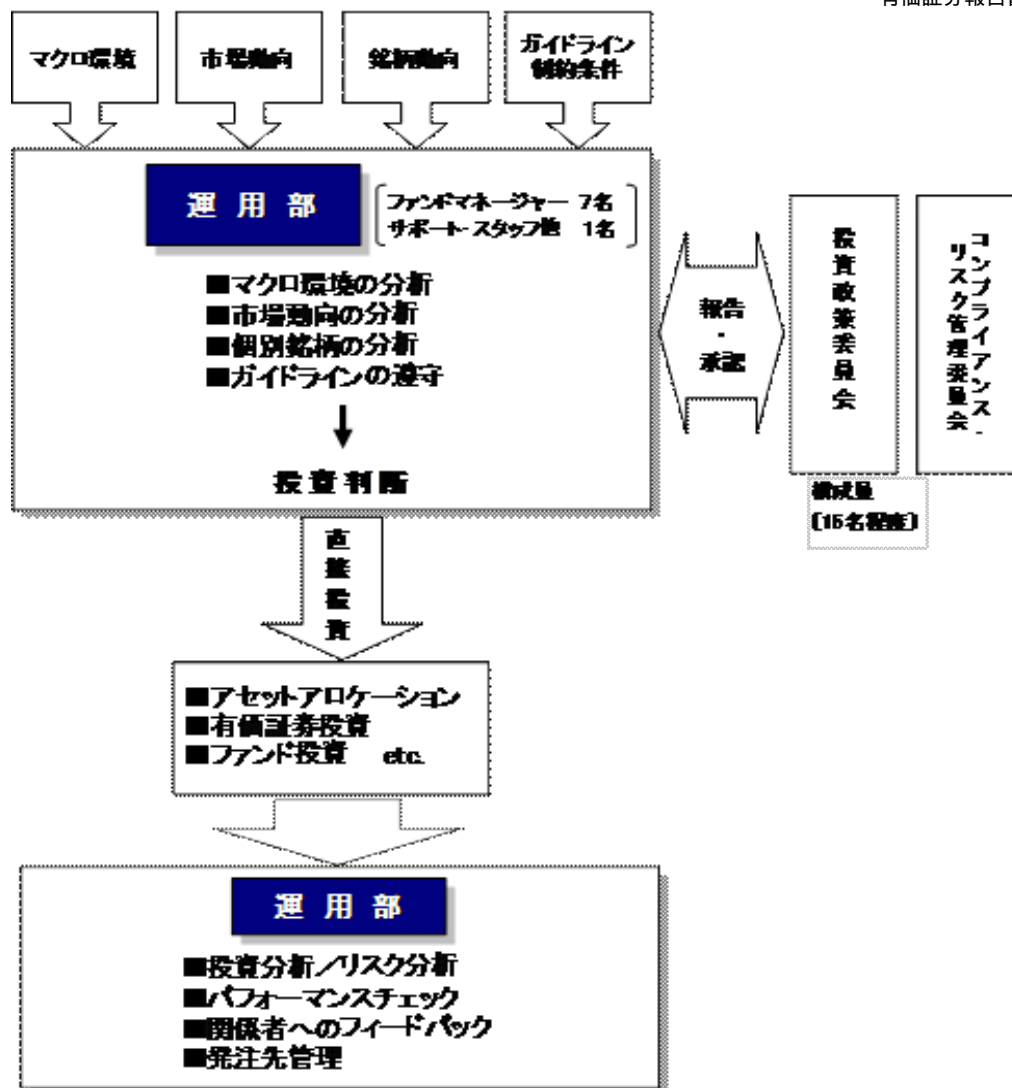 マクロ環境
市場動向
銘柄動向
ガイドライン
制約条件
運用部
ファンドマネージャー 7名
サポート・スタッフ他 1名
■マクロ環境の分析
■市場動向の分析
■個別銘柄の分析
■ガイドラインの遵守
投資判断
報告
・
承認
投資政策委員会
コンプライアンス・
リスク管理委員会
構成員
(15名程度)
直接投資
■アセットアロケーション
■有価証券投資
■ファンド投資 etc.
運用部
■投資分析/リスク分析
■パフォーマンスチェック
■関係者へのフィードバック
■発注先管理